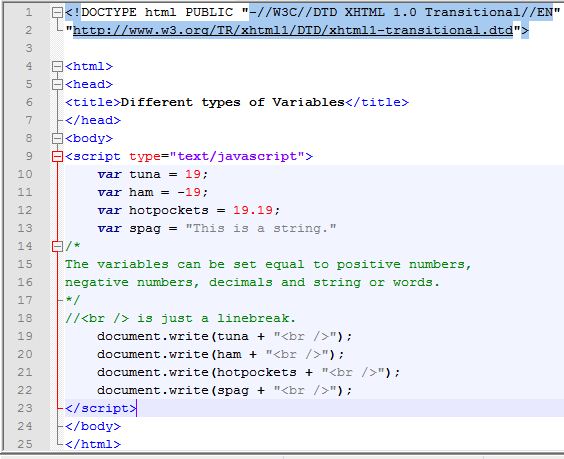 1 <!DOCTYPE html PUBLIC "-//W3C//DTD XHTML 1.0 Transitional//EN"
2 "http://www.w3.org/TR/xhtml1/DTD/xhtml1-transitional.dtd">
3
4 <html>
5 <head>
6 <title>Different types of Variables</title>
7 </head>
8 <body>
9 <script type="text/javascript">
10 var tuna = 19;
11 var ham = -19;
12 var hotpockets = 19.19;
13 var spag = "This is a string."
14 /*
15 The variables can be set equal to positive numbers,
16 negative numbers, decimals and string or words.
17 */
18 //<br /> is just a linebreak.
19 document.write(tuna + "<br />");
20 document.write(ham + "<br />");
21 document.write(hotpockets + "<br />");
22 document.write(spag + "<br />");
23 </script>
24 </body>
25 </html>